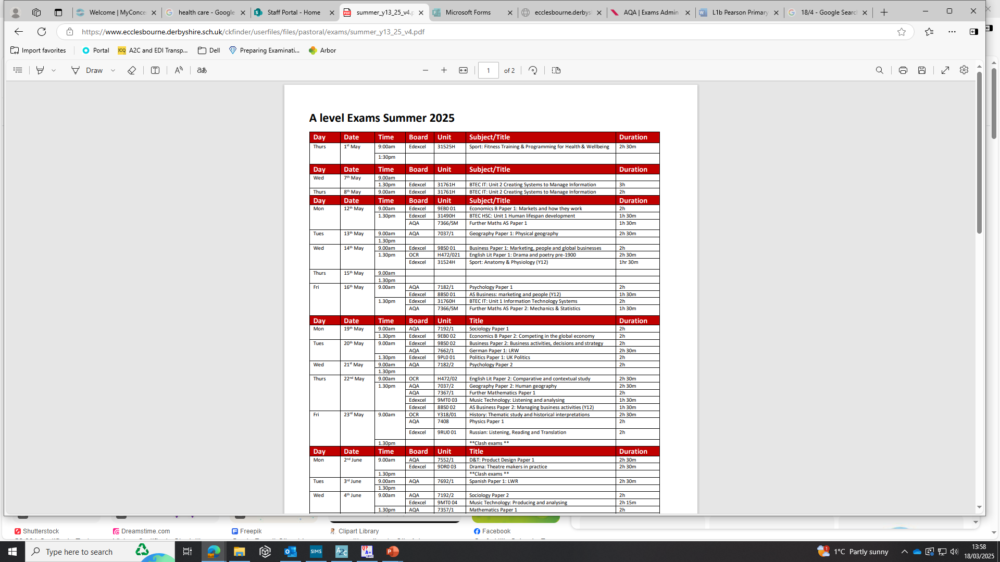 Welcome | MyConce
health care - Google
Staff Portal - Home
summer_y13_25_v4.p
Microsoft Forms
ecclesbourne.derbys
AQA | Exams Admin
L1b Pearson Primary
18/4 - Google Searc
https://www.ecclesbourne.derbyshire.sch.uk/ckfinder/userfiles/files/pastoral/exams/summer_y13_25_v4.pdf
Import favorites Portal A2C and EDI Transp... Dell Preparing Examinati... Arbor
Draw 1 of 2
A level Exams Summer 2025
Day Date Time Board Unit Subject/Title Duration
Thurs 1st May 9:00am Edexcel 31525H Sport: Fitness Training & Programming for Health & Wellbeing 2h 30m
1:30pm
Day Date Time Board Unit Subject/Title Duration
Wed 7th May 9.00am
1.30pm Edexcel 31761H BTEC IT: Unit 2 Creating Systems to Manage Information 3h
Thurs 8th May 9.00am Edexcel 31761H BTEC IT: Unit 2 Creating Systems to Manage Information 2h
Day Date Time Board Unit Subject/Title Duration
Mon 12th May 9.00am Edexcel 9EB0 01 Economics B Paper 1: Markets and how they work 2h
1.30pm Edexcel 31490H BTEC HSC: Unit 1 Human lifespan development 1h 30m
AQA 7366/SM Further Maths AS Paper 1 1h 30m
Tues 13th May 9.00am AQA 7037/1 Geography Paper 1: Physical geography 2h 30m
1.30pm
Wed 14th May 9.00am Edexcel 9BS0 01 Business Paper 1: Marketing, people and global businesses 2h
1.30pm OCR H472/021 English Lit Paper 1: Drama and poetry pre-1900 2h 30m
Edexcel 31524H Sport: Anatomy & Physiology (Y12) 1hr 30m
Thurs 15th May 9.00am
1.30pm
Fri 16th May 9.00am AQA 7182/1 Psychology Paper 1 2h
Edexcel 8BS0 01 AS Business: marketing and people (Y12) 1h 30m
1.30pm Edexcel 31760H BTEC IT: Unit 1 Information Technology Systems 2h
AQA 7366/SM Further Maths AS Paper 2: Mechanics & Statistics 1h 30m
Day Date Time Board Unit Title Duration
Mon 19th May 9.00am AQA 7192/1 Sociology Paper 1 2h
1.30pm Edexcel 9EB0 02 Economics B Paper 2: Competing in the global economy 2h
Tues 20th May 9.00am Edexcel 9BS0 02 Business Paper 2: Business activities, decisions and strategy 2h
AQA 7662/1 German Paper 1: LRW 2h 30m
1.30pm Edexcel 9PL0 01 Politics Paper 1: UK Politics 2h
Wed 21st May 9.00am AQA 7182/2 Psychology Paper 2 2h
1.30pm
Thurs 22nd May 9.00am OCR H472/02 English Lit Paper 2: Comparative and contextual study 2h 30m
1.30pm AQA 7037/2 Geography Paper 2: Human geography 2h 30m
AQA 7367/1 Further Mathematics Paper 1 2h
Edexcel 9MT0 03 Music Technology: Listening and analysing 1h 30m
Edexcel 8BS0 02 AS Business Paper 2: Managing business activities (Y12) 1h 30m
Fri 23rd May 9.00am OCR Y318/01 History: Thematic study and historical interpretations 2h 30m
AQA 7408 Physics Paper 1 2h
Edexcel 9RU0 01 Russian: Listening, Reading and Translation 2h
1.30pm **Clash exams **
Day Date Time Board Unit Title Duration
Mon 2nd June 9.00am AQA 7552/1 D&T: Product Design Paper 1 2h 30m
Edexcel 9DR0 03 Drama: Theatre makers in practice 2h 30m
1.30pm **Clash exams **
Tues 3rd June 9.00am AQA 7692/1 Spanish Paper 1: LWR 2h 30m
1.30pm
Wed 4th June 9.00am AQA 7192/2 Sociology Paper 2 2h
Edexcel 9MT0 04 Music Technology: Producing and analysing 2h 15m
1.30pm AQA 7357/1 Mathematics Paper 1 2h
Shutterstock Dreamstime.com Freepik Clipart Library Facebook
Type here to search
SIMS
1°C Partly sunny
13:58
18/03/2025